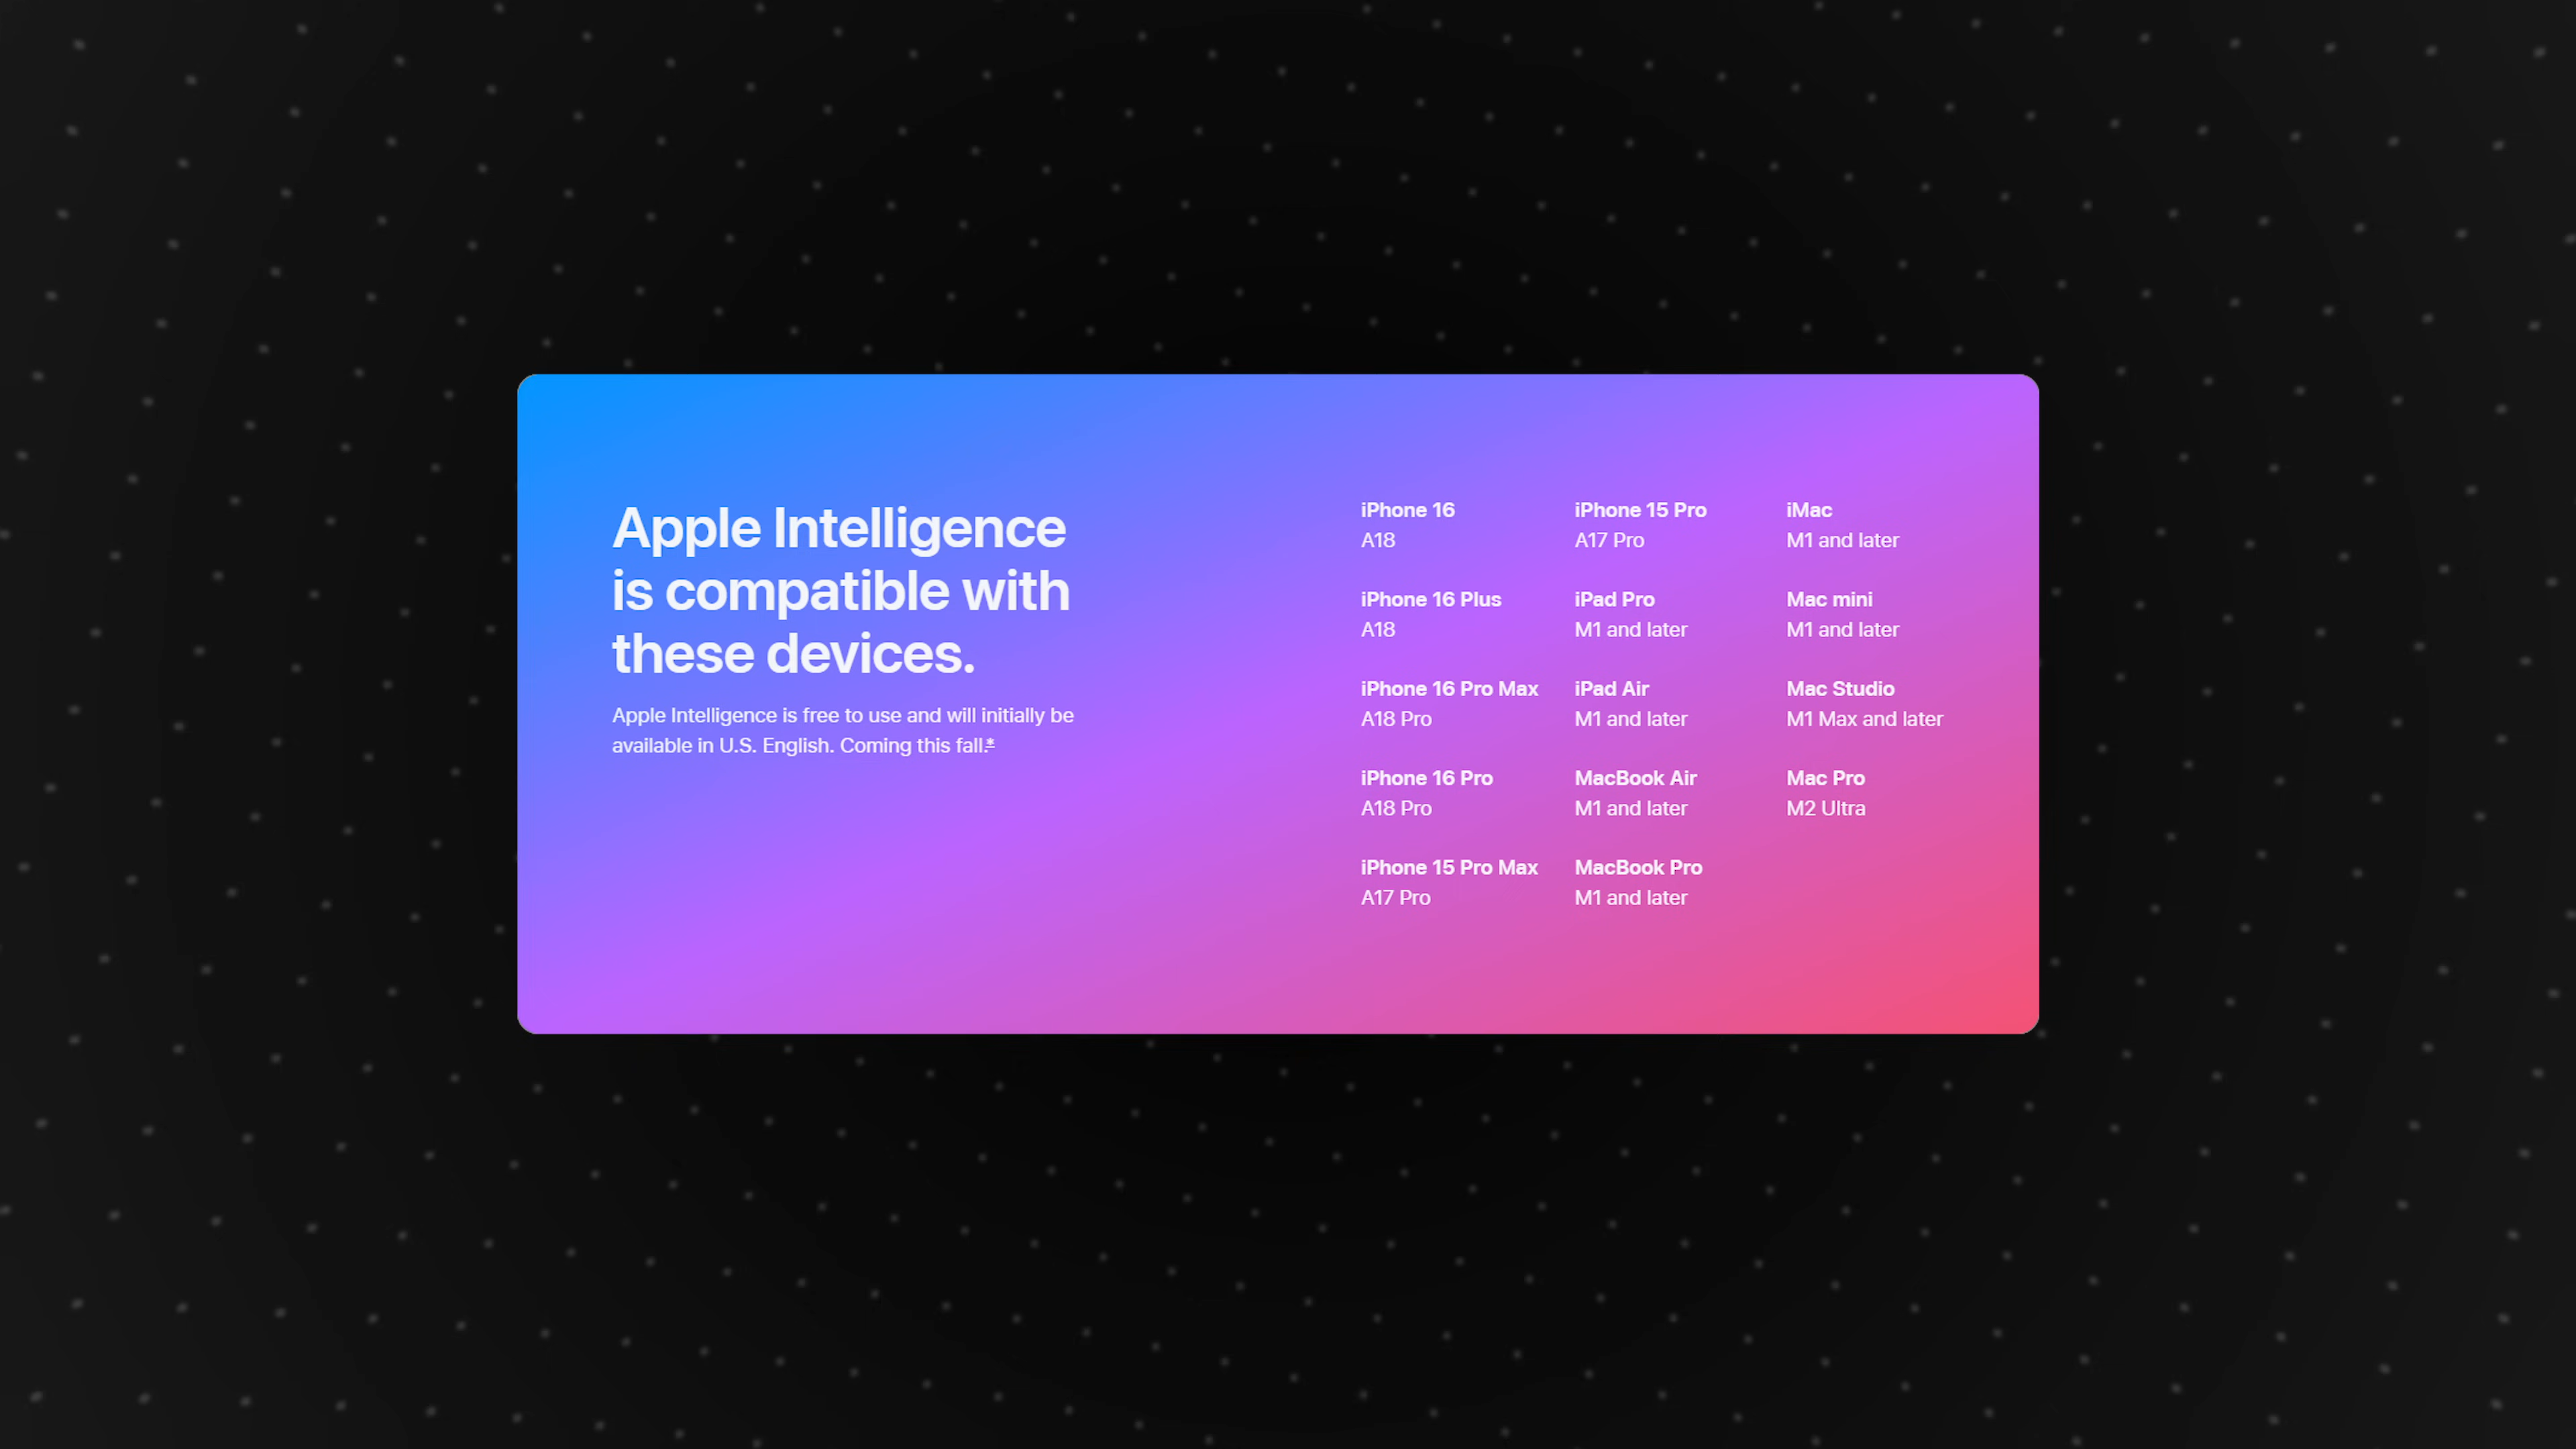 Apple Intelligence
is compatible with
these devices.
Apple Intelligence is free to use and will initially be
available in U.S. English. Coming this fall.*
iPhone 16
A18
iPhone 16 Plus
A18
iPhone 16 Pro Max
A18 Pro
iPhone 16 Pro
A18 Pro
iPhone 15 Pro Max
A17 Pro
iPhone 15 Pro
A17 Pro
iPad Pro
M1 and later
iPad Air
M1 and later
MacBook Air
M1 and later
MacBook Pro
M1 and later
iMac
M1 and later
Mac mini
M1 and later
Mac Studio
M1 Max and later
Mac Pro
M2 Ultra